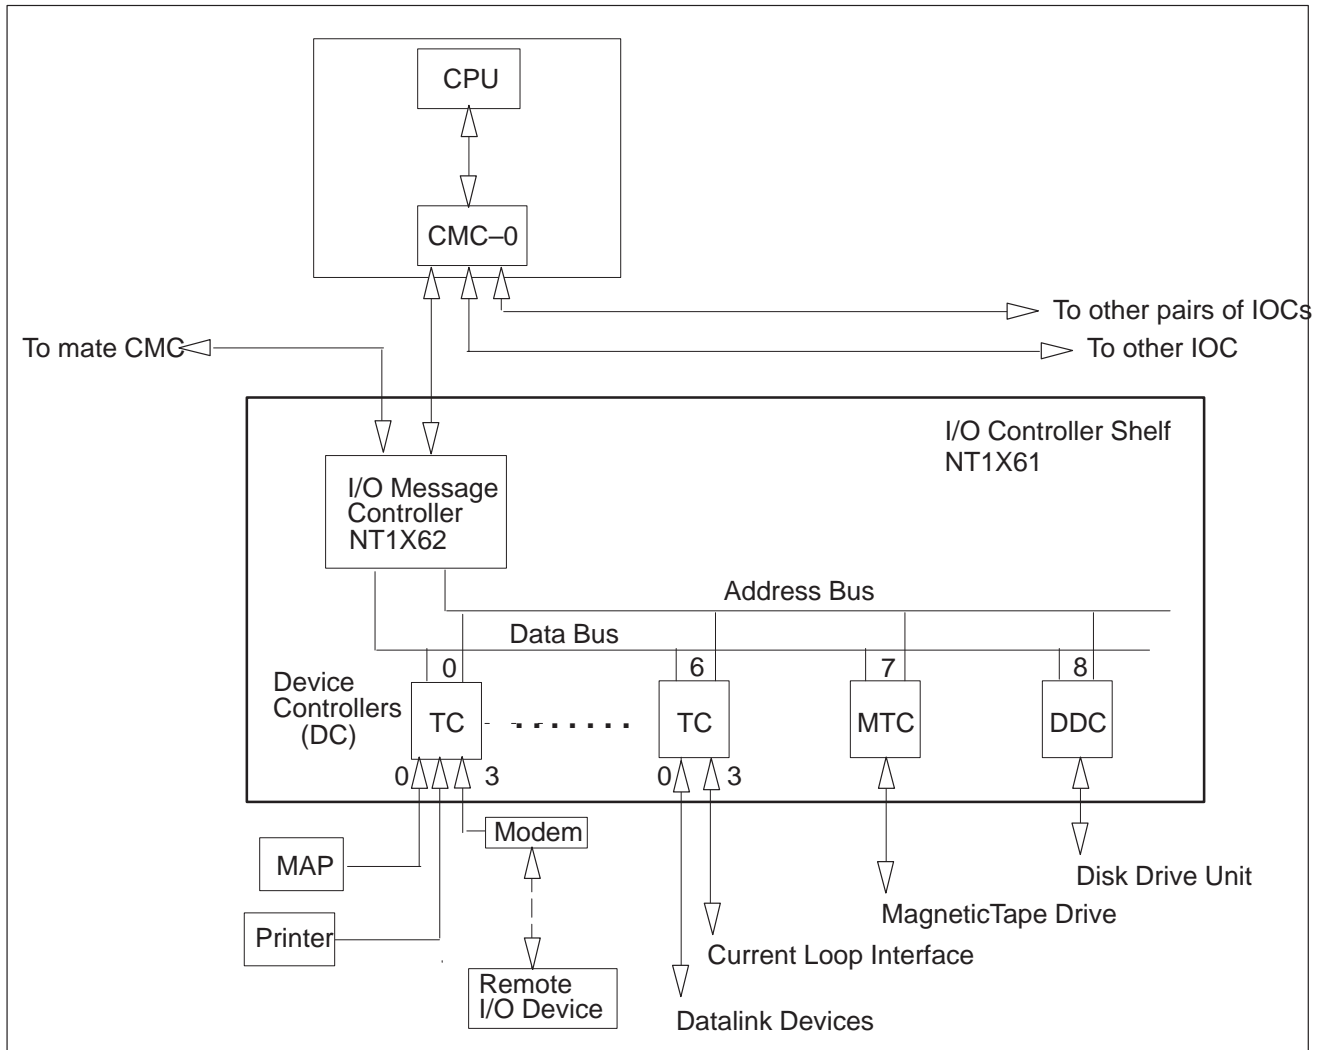 CPU
CMC–0
To other pairs of IOCs
To mate CMC
To other IOC
I/O Controller Shelf
NT1X61
I/O Message
Controller
NT1X62
Address Bus
Data Bus
0
6
7
8
Device
Controllers
(DC)
TC
TC
MTC
DDC
0
3
0
3
Modem
MAP
Disk Drive Unit
MagneticTape Drive
Printer
Current Loop Interface
Remote
I/O Device
Datalink Devices